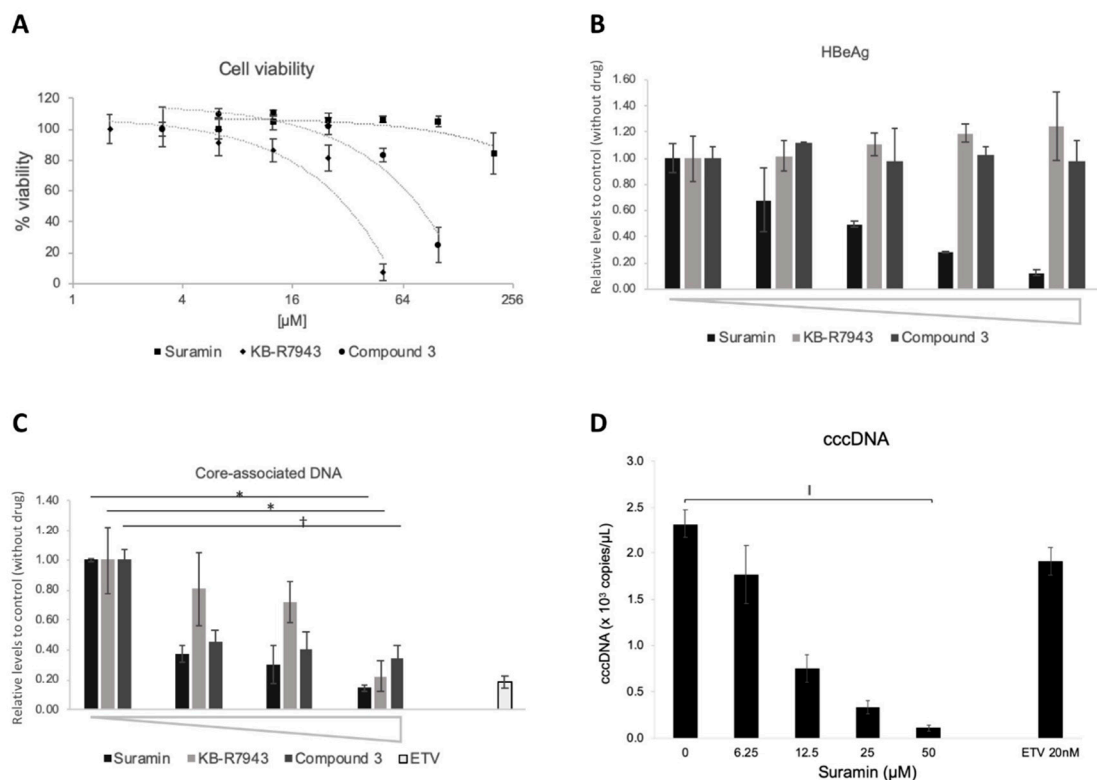 A
Cell viability
120
100
80
60
40
20
0
% viability
1 4 16 64 256
[µM]
Suramin KB-R7943 Compound 3
B
HBeAg
Relative levels to control (without drug)
1.60
1.40
1.20
1.00
0.80
0.60
0.40
0.20
0.00
Suramin KB-R7943 Compound 3
C
Core-associated DNA
Relative levels to control (without drug)
1.40
1.20
1.00
0.80
0.60
0.40
0.20
0.00
*
*
†
Suramin KB-R7943 Compound 3 ETV
D
cccDNA
cccDNA (x 10³ copies/µL)
3.0
2.5
2.0
1.5
1.0
0.5
0.0
I
0 6.25 12.5 25 50 ETV 20nM
Suramin (µM)